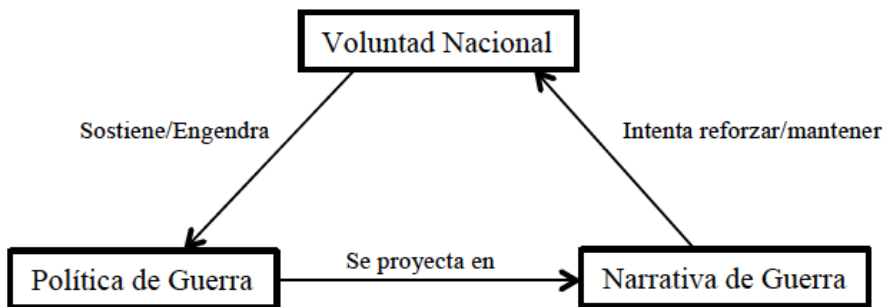 Voluntad Nacional
Sostiene/Engendra
Intenta reforzar/mantener
Se proyecta en
Política de Guerra
Narrativa de Guerra